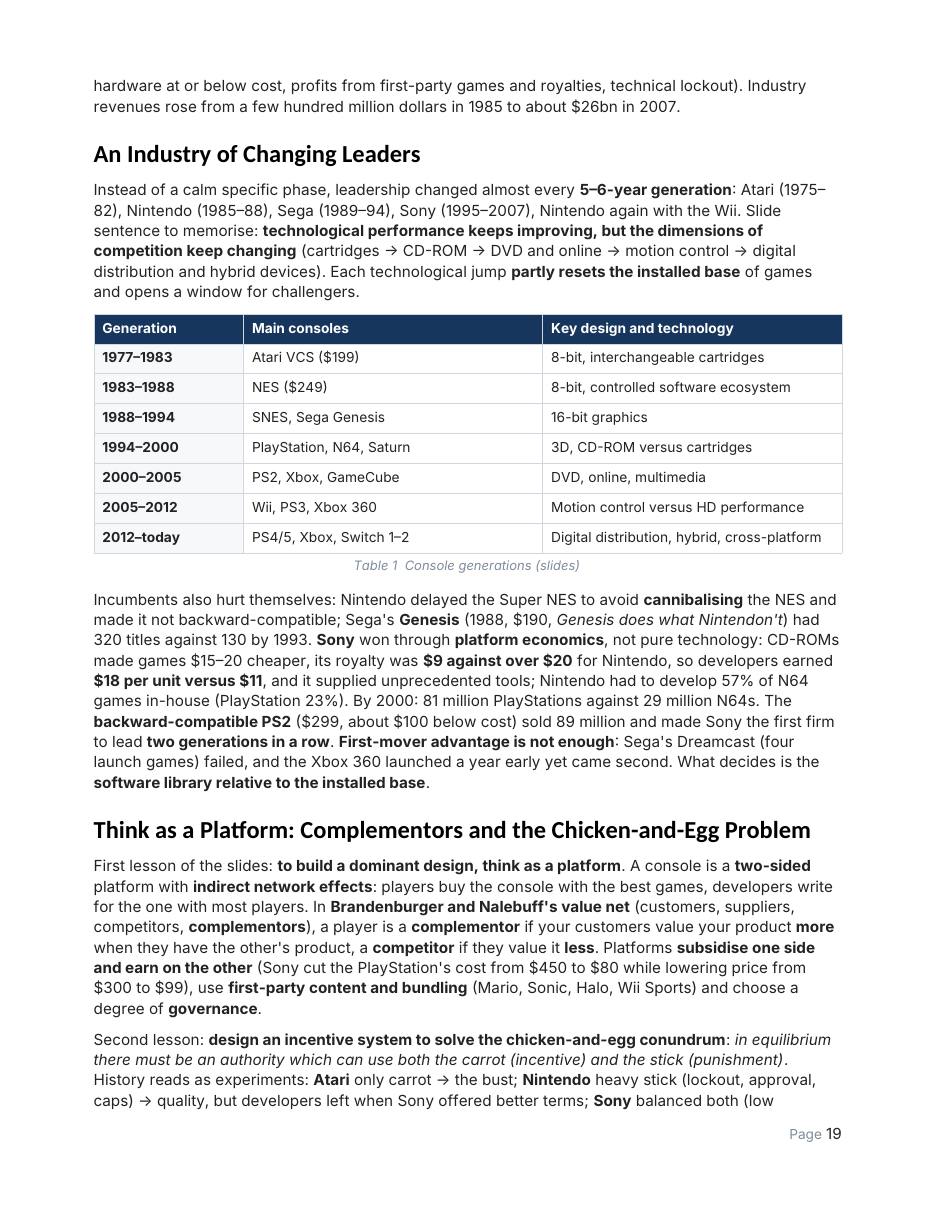 hardware at or below cost, profits from first-party games and royalties, technical lockout). Industry
revenues rose from a few hundred million dollars in 1985 to about $26bn in 2007.
An Industry of Changing Leaders
Instead of a calm specific phase, leadership changed almost every 5–6-year generation: Atari (1975–
82), Nintendo (1985–88), Sega (1989–94), Sony (1995–2007), Nintendo again with the Wii. Slide
sentence to memorise: technological performance keeps improving, but the dimensions of
competition keep changing (cartridges → CD-ROM → DVD and online → motion control → digital
distribution and hybrid devices). Each technological jump partly resets the installed base of games
and opens a window for challengers.
Generation Main consoles Key design and technology
1977–1983 Atari VCS ($199) 8-bit, interchangeable cartridges
1983–1988 NES ($249) 8-bit, controlled software ecosystem
1988–1994 SNES, Sega Genesis 16-bit graphics
1994–2000 PlayStation, N64, Saturn 3D, CD-ROM versus cartridges
2000–2005 PS2, Xbox, GameCube DVD, online, multimedia
2005–2012 Wii, PS3, Xbox 360 Motion control versus HD performance
2012–today PS4/5, Xbox, Switch 1–2 Digital distribution, hybrid, cross-platform
Table 1 Console generations (slides)
Incumbents also hurt themselves: Nintendo delayed the Super NES to avoid cannibalising the NES and
made it not backward-compatible; Sega's Genesis (1988, $190, Genesis does what Nintendon't) had
320 titles against 130 by 1993. Sony won through platform economics, not pure technology: CD-ROMs
made games $15–20 cheaper, its royalty was $9 against over $20 for Nintendo, so developers earned
$18 per unit versus $11, and it supplied unprecedented tools; Nintendo had to develop 57% of N64
games in-house (PlayStation 23%). By 2000: 81 million PlayStations against 29 million N64s. The
backward-compatible PS2 ($299, about $100 below cost) sold 89 million and made Sony the first firm
to lead two generations in a row. First-mover advantage is not enough: Sega's Dreamcast (four
launch games) failed, and the Xbox 360 launched a year early yet came second. What decides is the
software library relative to the installed base.
Think as a Platform: Complementors and the Chicken-and-Egg Problem
First lesson of the slides: to build a dominant design, think as a platform. A console is a two-sided
platform with indirect network effects: players buy the console with the best games, developers write
for the one with most players. In Brandenburger and Nalebuff's value net (customers, suppliers,
competitors, complementors), a player is a complementor if your customers value your product more
when they have the other's product, a competitor if they value it less. Platforms subsidise one side
and earn on the other (Sony cut the PlayStation's cost from $450 to $80 while lowering price from
$300 to $99), use first-party content and bundling (Mario, Sonic, Halo, Wii Sports) and choose a
degree of governance.
Second lesson: design an incentive system to solve the chicken-and-egg conundrum: in equilibrium
there must be an authority which can use both the carrot (incentive) and the stick (punishment).
History reads as experiments: Atari only carrot → the bust; Nintendo heavy stick (lockout, approval,
caps) → quality, but developers left when Sony offered better terms; Sony balanced both (low
Page 19